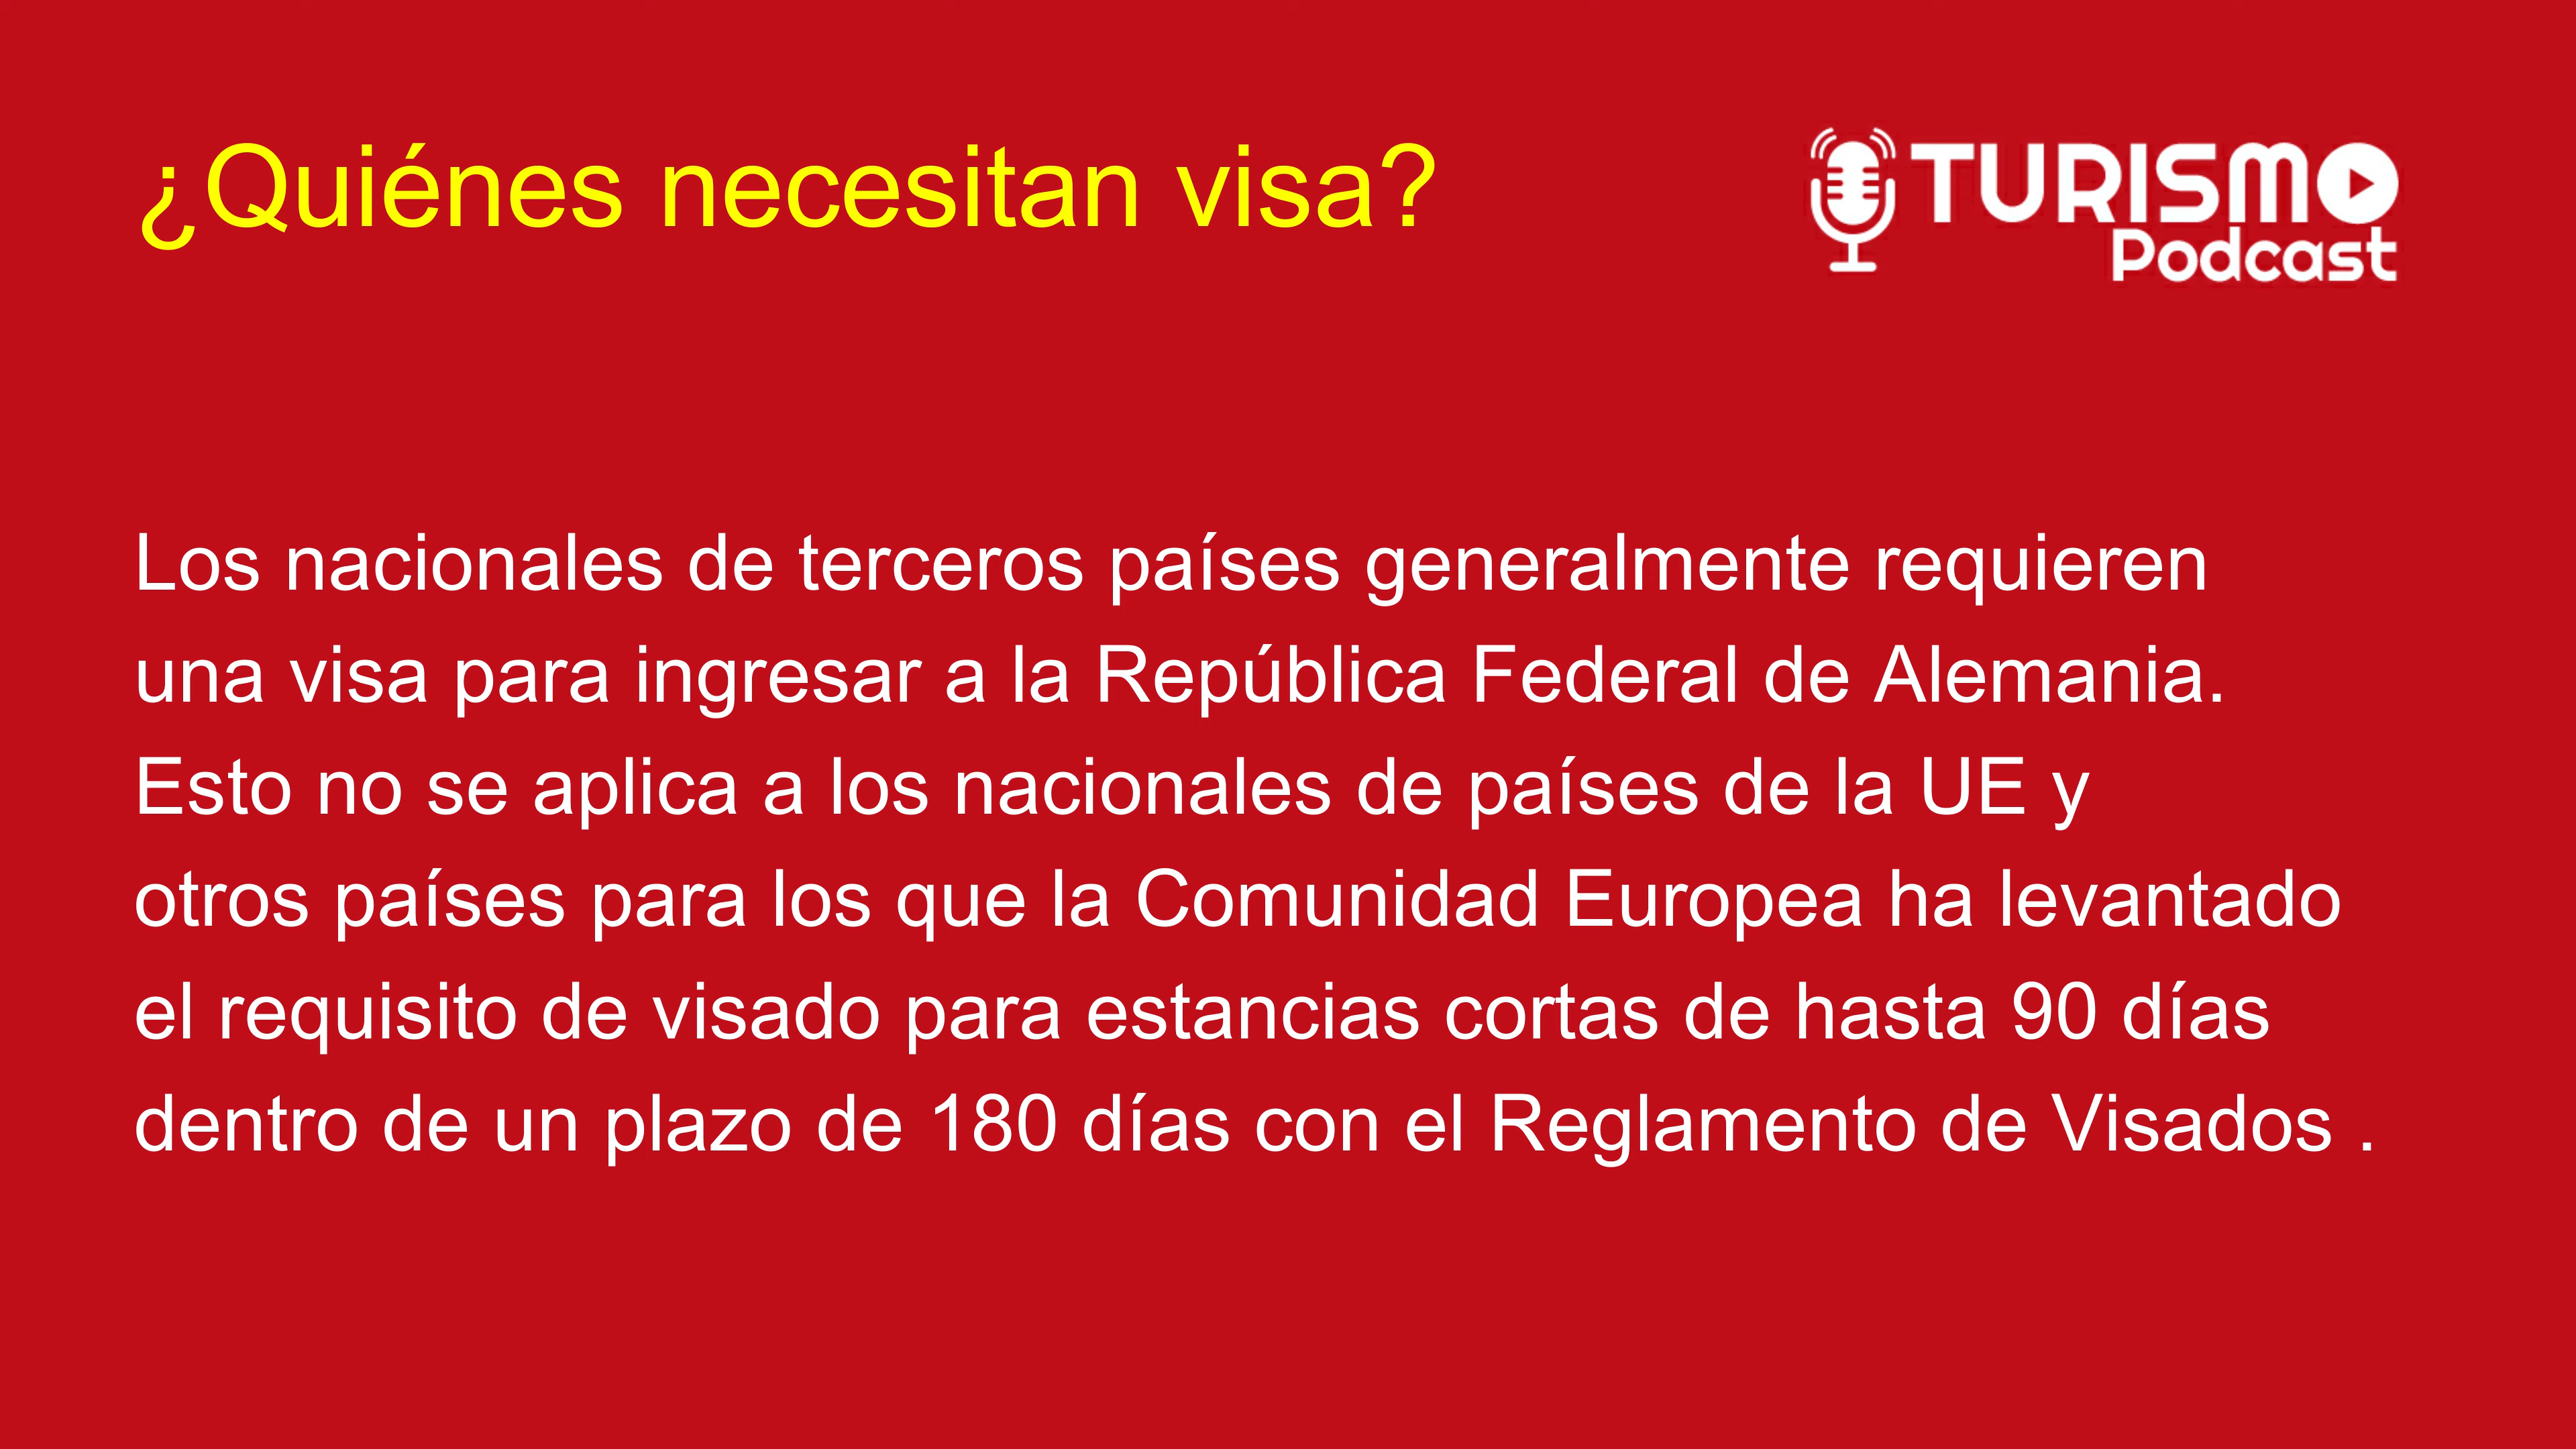 ¿Quiénes necesitan visa?
TURISMO
Podcast
Los nacionales de terceros países generalmente requieren
una visa para ingresar a la República Federal de Alemania.
Esto no se aplica a los nacionales de países de la UE y
otros países para los que la Comunidad Europea ha levantado
el requisito de visado para estancias cortas de hasta 90 días
dentro de un plazo de 180 días con el Reglamento de Visados .